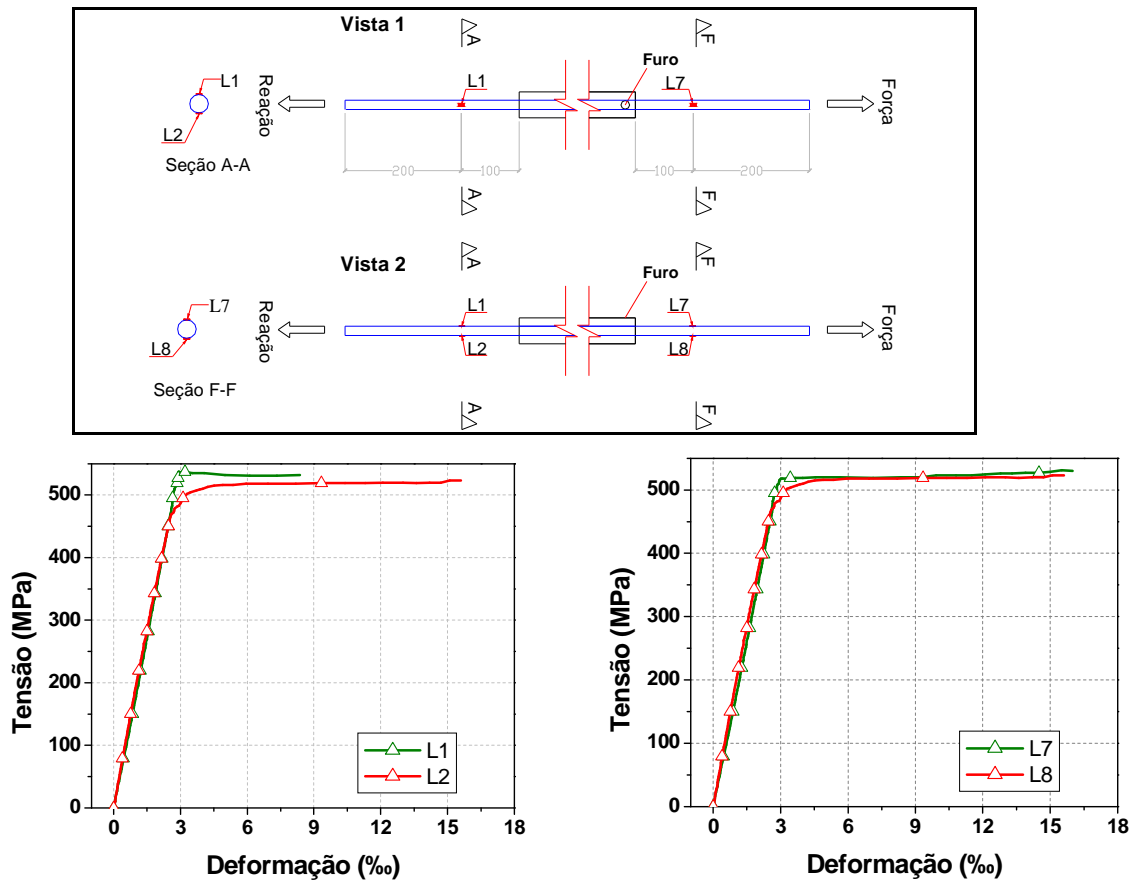 Vista 1
A
F
L1
L2
Seção A-A
Reação
L1
Furo
L7
Força
200
100
100
200
A
F
Vista 2
A
F
L7
L8
Seção F-F
Reação
L1
L2
Furo
L7
L8
Força
A
F
Tensão (MPa)
500
400
300
200
100
0
0 3 6 9 12 15 18
Deformação (‰)
L1
L2
Tensão (MPa)
500
400
300
200
100
0
0 3 6 9 12 15 18
Deformação (‰)
L7
L8